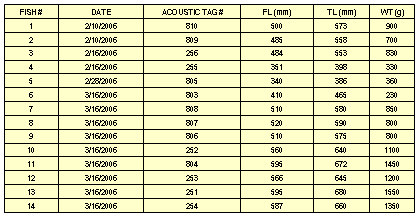 FISH # DATE ACOUSTIC TAG # FL (mm) TL (mm) WT (g)
1 2/10/2006 810 500 573 900
2 2/10/2006 809 485 558 700
3 2/16/2006 256 484 553 830
4 2/16/2006 255 351 398 330
5 2/28/2006 805 340 386 360
6 3/16/2006 803 410 465 230
7 3/16/2006 808 510 580 850
8 3/16/2006 807 520 590 800
9 3/16/2006 806 510 575 800
10 3/16/2006 252 560 640 1100
11 3/16/2006 804 595 672 1450
12 3/16/2006 253 566 645 1200
13 3/16/2006 251 595 680 1550
14 3/16/2006 254 587 660 1350